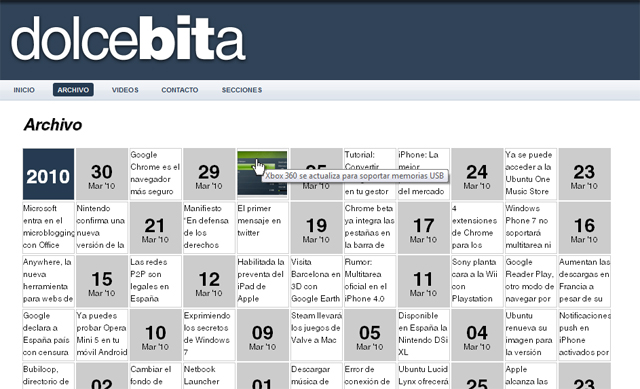 dolcebita
INICIO ARCHIVO VIDEOS CONTACTO SECCIONES
Archivo
2010
30
Mar '10
Google
Chrome es el
navegador
más seguro
29
Mar '10
Xbox 360 se actualiza para soportar memorias USB
25
Tutorial:
Convertir
en tu gestor
iPhone: La
mejor
del mercado
24
Mar '10
Ya se puede
acceder a la
Ubuntu One
Music Store
23
Mar '10
Microsoft
entra en el
microblogging
con Office
Nintendo
confirma una
nueva
versión de la
21
Mar '10
Manifiesto
"En defensa
de los
derechos
El primer
mensaje en
twitter
19
Mar '10
Chrome beta
ya integra las
pestañas en
la barra de
17
Mar '10
4
extensiones
de Chrome
para los
Windows
Phone 7 no
soportará
multitarea ni
16
Mar '10
Anywhere, la
nueva
herramienta
para webs de
15
Mar '10
Las redes
P2P son
legales en
España
12
Mar '10
Habilitada la
preventa del
iPad de
Apple
Visita
Barcelona en
3D con
Google Earth
Rumor:
Multitarea
oficial en el
iPhone 4.0
11
Mar '10
Sony planta
cara a la Wii
con
Playstation
Google
Reader Play,
otro modo de
navegar por
Aumentan las
descargas en
Francia a
pesar de su
Google
declara a
España país
con censura
Ya puedes
probar Opera
Mini 5 en tu
móvil Android
10
Mar '10
Exprimiendo
los secretos
de Windows
7
09
Mar '10
Steam llevará
los juegos de
Valve a Mac
05
Mar '10
Disponible
en España la
Nintendo DSi
XL
04
Mar '10
Ubuntu
renueva su
imagen para
la versión
Notificaciones
push en
iPhone
activados por
Bubiloop,
directorio de
02
Cambiar el
fondo de
Netbook
Launcher
01
Descargar
música de
Error de
conexión de
Ubuntu Lucid
Lynx ofrecerá
25
Apple
alcanza la
23